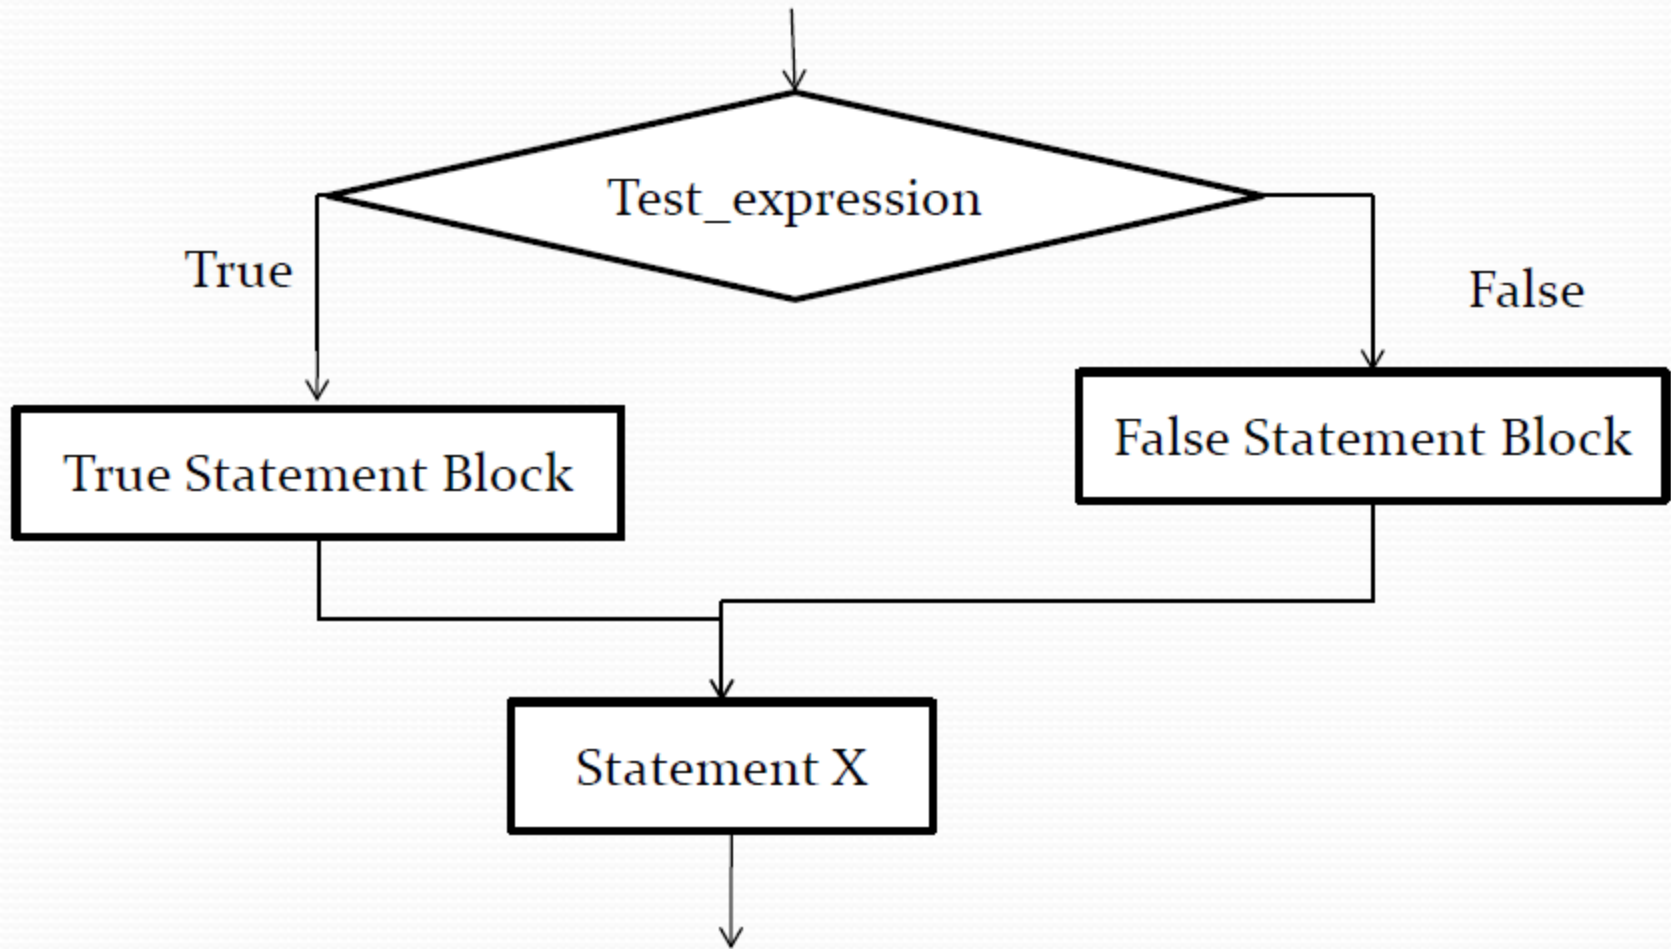 Test_expression
True
False
True Statement Block
False Statement Block
Statement X